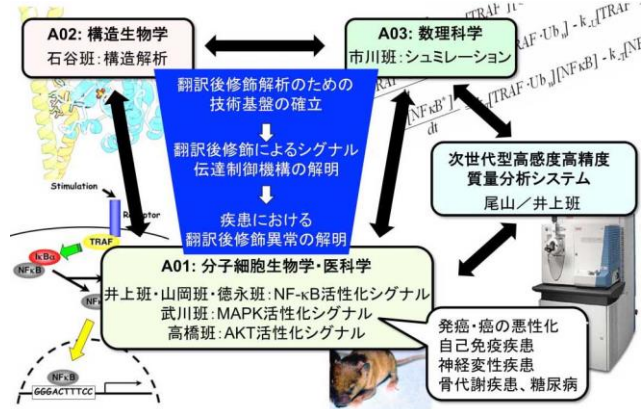 A02: 構造生物学
石谷班：構造解析
A03: 数理科学
市川班：シュミレーション
翻訳後修飾解析のための
技術基盤の確立
翻訳後修飾によるシグナル
伝達制御機構の解明
疾患における
翻訳後修飾異常の解明
次世代型高感度高精度
質量分析システム
尾山／井上班
Stimulation
TRAF
IκBα
NFκB
A01: 分子細胞生物学・医科学
井上班・山岡班・徳永班：NF-κB活性化シグナル
武川班：MAPK活性化シグナル
高橋班：AKT活性化シグナル
発癌・癌の悪性化
自己免疫疾患
神経変性疾患
骨代謝疾患、糖尿病
NFκB
GGGACTTTCC